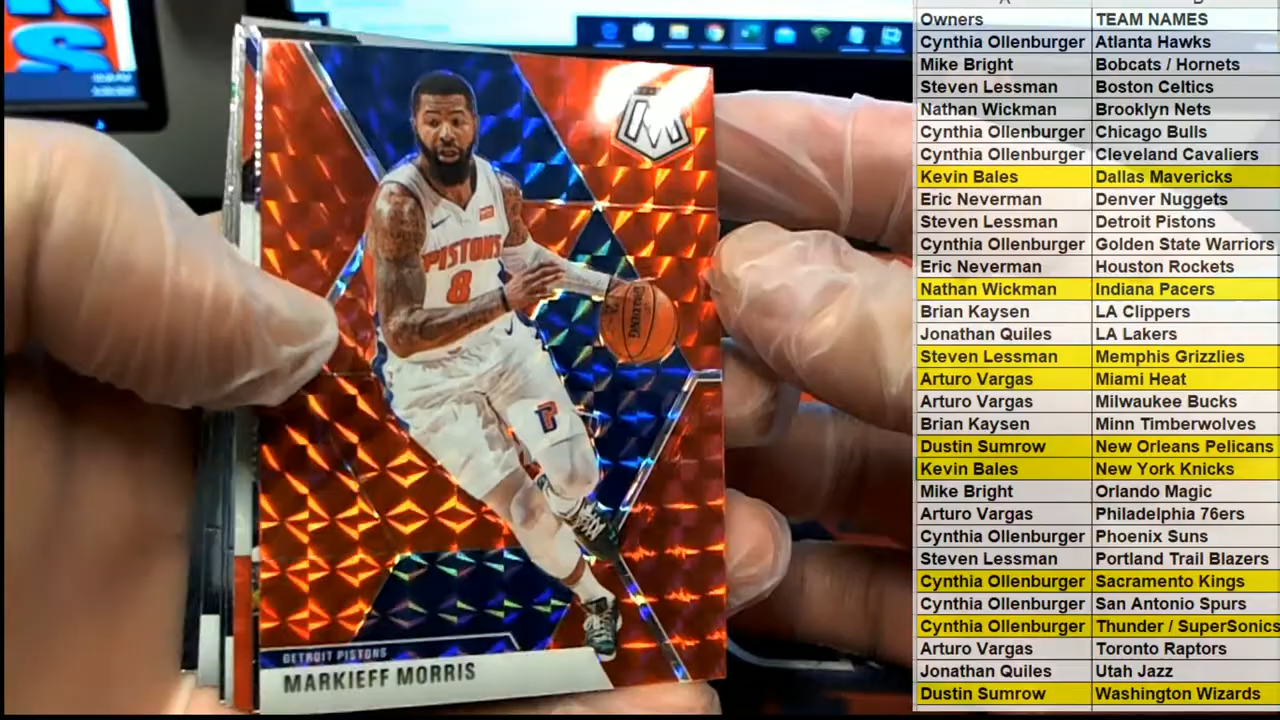 PISTONS
8
SPALDING
DETROIT PISTONS
MARKIEFF MORRIS
Owners TEAM NAMES
Cynthia Ollenburger Atlanta Hawks
Mike Bright Bobcats / Hornets
Steven Lessman Boston Celtics
Nathan Wickman Brooklyn Nets
Cynthia Ollenburger Chicago Bulls
Cynthia Ollenburger Cleveland Cavaliers
Kevin Bales Dallas Mavericks
Eric Neverman Denver Nuggets
Steven Lessman Detroit Pistons
Cynthia Ollenburger Golden State Warriors
Eric Neverman Houston Rockets
Nathan Wickman Indiana Pacers
Brian Kaysen LA Clippers
Jonathan Quiles LA Lakers
Steven Lessman Memphis Grizzlies
Arturo Vargas Miami Heat
Arturo Vargas Milwaukee Bucks
Brian Kaysen Minn Timberwolves
Dustin Sumrow New Orleans Pelicans
Kevin Bales New York Knicks
Mike Bright Orlando Magic
Arturo Vargas Philadelphia 76ers
Cynthia Ollenburger Phoenix Suns
Steven Lessman Portland Trail Blazers
Cynthia Ollenburger Sacramento Kings
Cynthia Ollenburger San Antonio Spurs
Cynthia Ollenburger Thunder / SuperSonics
Arturo Vargas Toronto Raptors
Jonathan Quiles Utah Jazz
Dustin Sumrow Washington Wizards